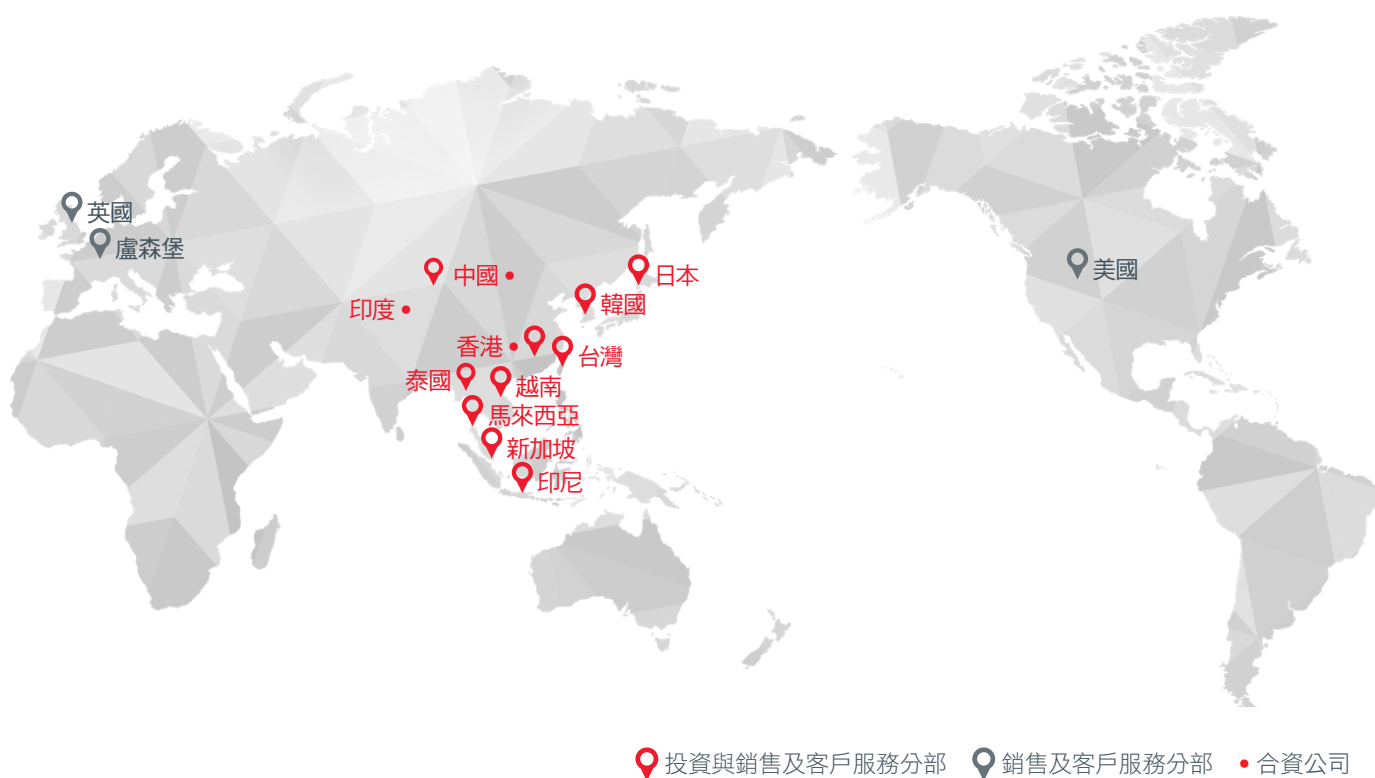 英國
盧森堡
中國
日本
美國
印度
韓國
香港
台灣
泰國
越南
馬來西亞
新加坡
印尼
投資與銷售及客戶服務分部
銷售及客戶服務分部
合資公司